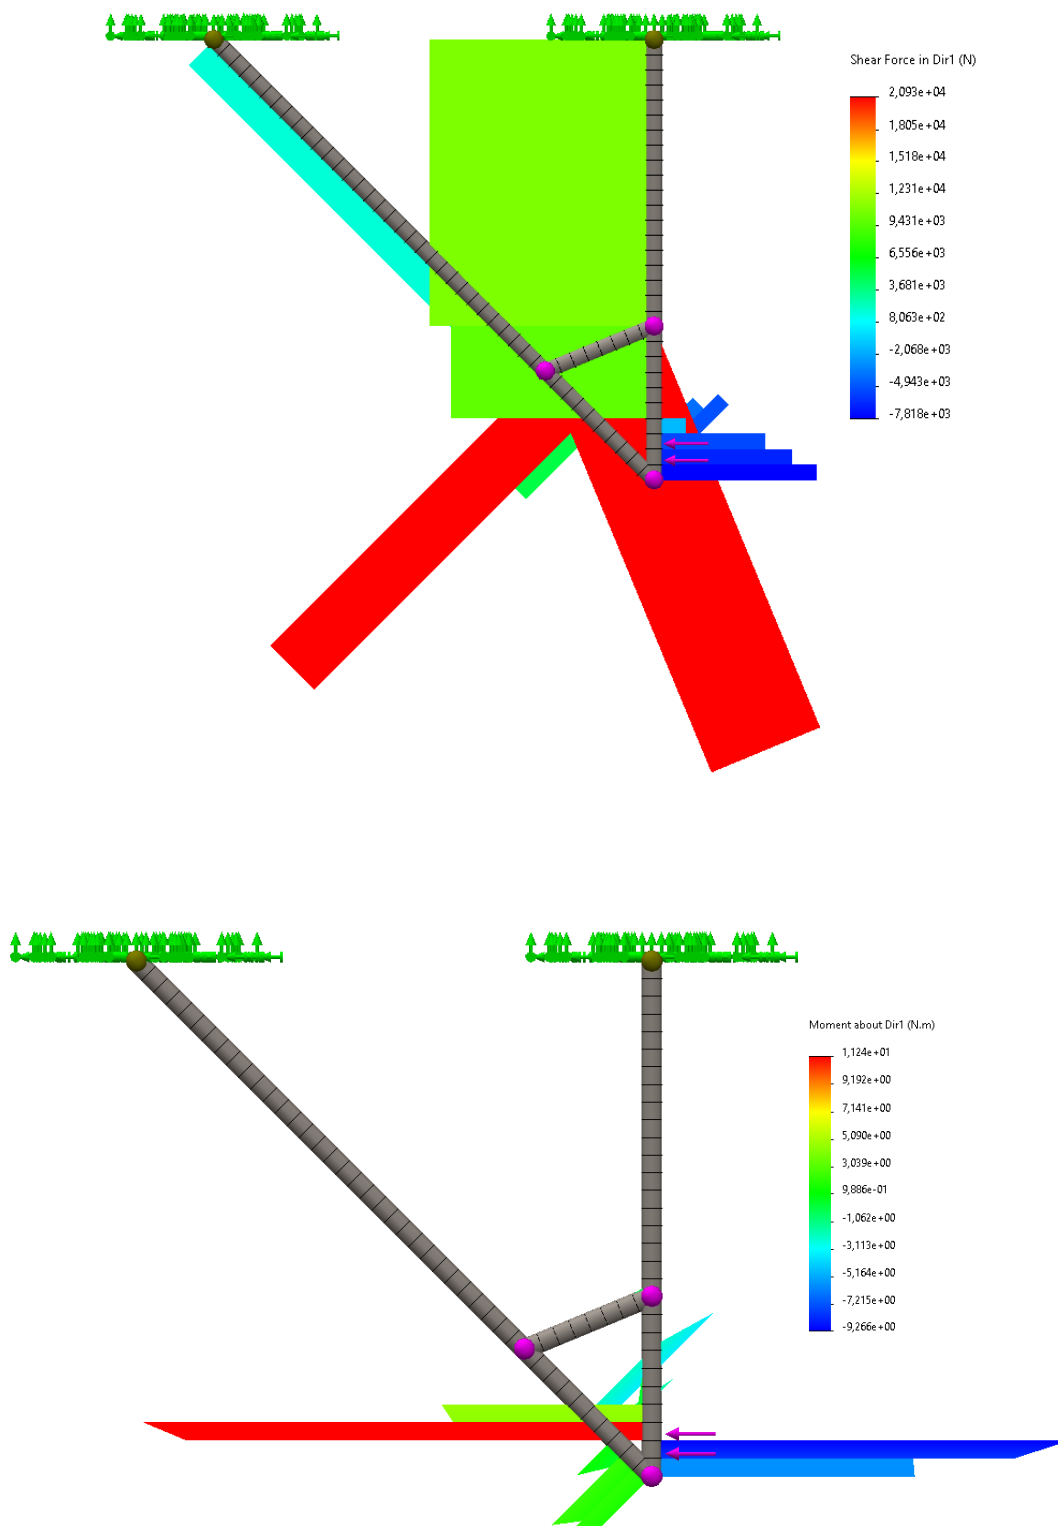 Shear Force in Dir1 (N)
2,093e+04
1,805e+04
1,518e+04
1,231e+04
9,431e+03
6,556e+03
3,681e+03
8,063e+02
-2,068e+03
-4,943e+03
-7,818e+03
Moment about Dir1 (N.m)
1,124e+01
9,192e+00
7,141e+00
5,090e+00
3,039e+00
9,886e-01
-1,062e+00
-3,113e+00
-5,164e+00
-7,215e+00
-9,266e+00